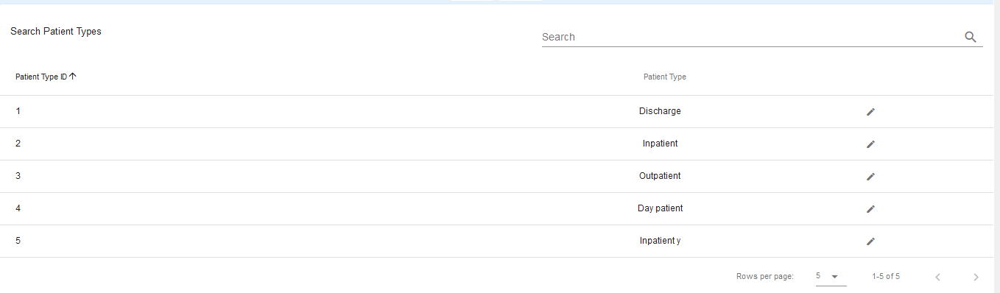 Search Patient Types
Search
Patient Type ID Patient Type
1 Discharge
2 Inpatient
3 Outpatient
4 Day patient
5 Inpatient y
Rows per page: 5 1-5 of 5